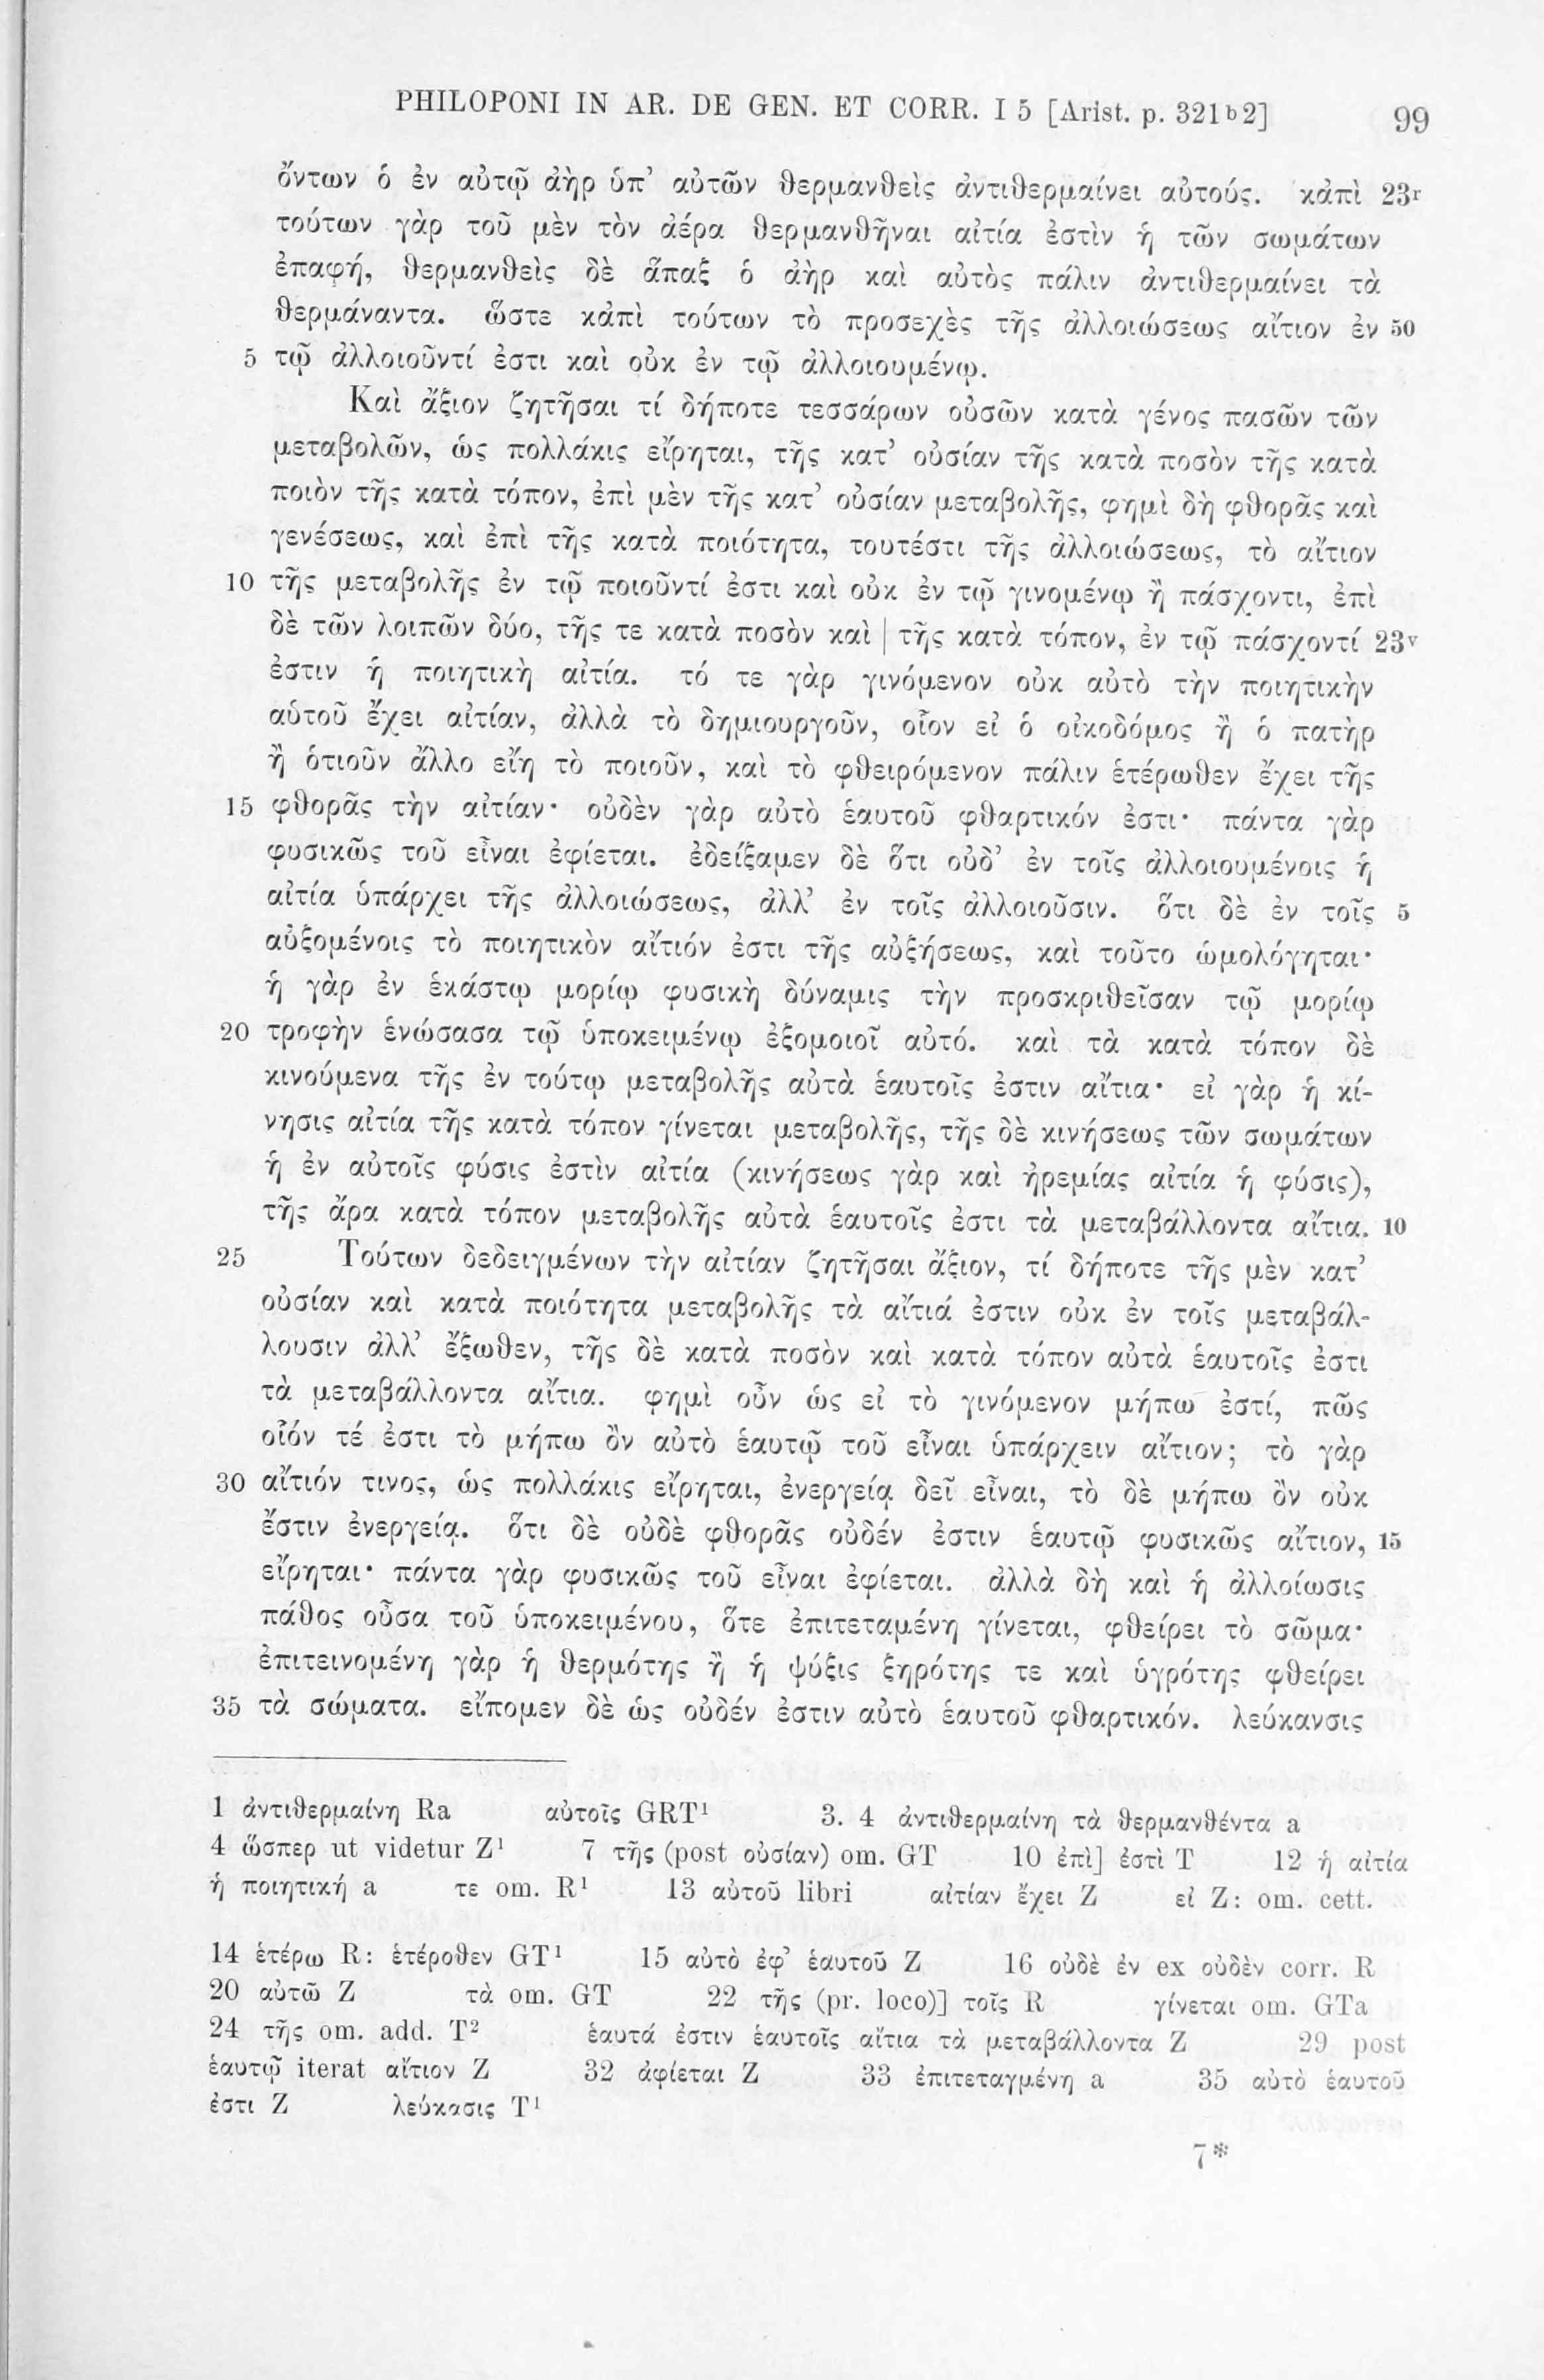 PHILOPONI IN AR. DE GEN. ET CORR. I 5 [Arist. p. 321b2] 99
ὄντων ὁ ἐν αὐτῷ ἀὴρ ὑπ’ αὐτῶν θερμανθεὶς ἀντιθερμαίνει αὐτούς. κἀπὶ 23r
τούτων γὰρ τοῦ μὲν τὸν ἀέρα θερμανθῆναι αἰτία ἐστὶν ἡ τῶν σωμάτων
ἐπαφή, θερμανθεὶς δὲ ἅπαξ ὁ ἀὴρ καὶ αὐτὸς πάλιν ἀντιθερμαίνει τὰ
θερμάναντα. ὥστε κἀπὶ τούτων τὸ προσεχὲς τῆς ἀλλοιώσεως αἴτιον ἐν 50
5 τῷ ἀλλοιοῦντί ἐστι καὶ οὐκ ἐν τῷ ἀλλοιουμένῳ.
Καὶ ἄξιον ζητῆσαι τί δήποτε τεσσάρων οὐσῶν κατὰ γένος πασῶν τῶν
μεταβολῶν, ὡς πολλάκις εἴρηται, τῆς κατ’ οὐσίαν τῆς κατὰ ποσὸν τῆς κατὰ
ποιὸν τῆς κατὰ τόπον, ἐπὶ μὲν τῆς κατ’ οὐσίαν μεταβολῆς, φημὶ δὴ φθορᾶς καὶ
γενέσεως, καὶ ἐπὶ τῆς κατὰ ποιότητα, τουτέστι τῆς ἀλλοιώσεως, τὸ αἴτιον
10 τῆς μεταβολῆς ἐν τῷ ποιοῦντί ἐστι καὶ οὐκ ἐν τῷ γινομένῳ ἢ πάσχοντι, ἐπὶ
δὲ τῶν λοιπῶν δύο, τῆς τε κατὰ ποσὸν καὶ | τῆς κατὰ τόπον, ἐν τῷ πάσχοντί 23v
ἐστιν ἡ ποιητικὴ αἰτία. τό τε γὰρ γινόμενον οὐκ αὐτὸ τὴν ποιητικὴν
αὑτοῦ ἔχει αἰτίαν, ἀλλὰ τὸ δημιουργοῦν, οἷον εἰ ὁ οἰκοδόμος ἢ ὁ πατὴρ
ἢ ὁτιοῦν ἄλλο εἴη τὸ ποιοῦν, καὶ τὸ φθειρόμενον πάλιν ἑτέρωθεν ἔχει τῆς
15 φθορᾶς τὴν αἰτίαν· οὐδὲν γὰρ αὐτὸ ἑαυτοῦ φθαρτικόν ἐστι· πάντα γὰρ
φυσικῶς τοῦ εἶναι ἐφίεται. ἐδείξαμεν δὲ ὅτι οὐδ’ ἐν τοῖς ἀλλοιουμένοις ἡ
αἰτία ὑπάρχει τῆς ἀλλοιώσεως, ἀλλ’ ἐν τοῖς ἀλλοιοῦσιν. ὅτι δὲ ἐν τοῖς 5
αὐξομένοις τὸ ποιητικὸν αἴτιόν ἐστι τῆς αὐξήσεως, καὶ τοῦτο ὡμολόγηται·
ἡ γὰρ ἐν ἑκάστῳ μορίῳ φυσικὴ δύναμις τὴν προσκριθεῖσαν τῷ μορίῳ
20 τροφὴν ἑνώσασα τῷ ὑποκειμένῳ ἐξομοιοῖ αὐτό. καὶ τὰ κατὰ τόπον δὲ
κινούμενα τῆς ἐν τούτῳ μεταβολῆς αὐτὰ ἑαυτοῖς ἐστιν αἴτια· εἰ γὰρ ἡ κί-
νησις αἰτία τῆς κατὰ τόπον γίνεται μεταβολῆς, τῆς δὲ κινήσεως τῶν σωμάτων
ἡ ἐν αὐτοῖς φύσις ἐστὶν αἰτία (κινήσεως γὰρ καὶ ἠρεμίας αἰτία ἡ φύσις),
τῆς ἄρα κατὰ τόπον μεταβολῆς αὐτὰ ἑαυτοῖς ἐστι τὰ μεταβάλλοντα αἴτια. 10
25 Τούτων δεδειγμένων τὴν αἰτίαν ζητῆσαι ἄξιον, τί δήποτε τῆς μὲν κατ’
οὐσίαν καὶ κατὰ ποιότητα μεταβολῆς τὰ αἴτιά ἐστιν οὐκ ἐν τοῖς μεταβάλ-
λουσιν ἀλλ’ ἔξωθεν, τῆς δὲ κατὰ ποσὸν καὶ κατὰ τόπον αὐτὰ ἑαυτοῖς ἐστι
τὰ μεταβάλλοντα αἴτια. φημὶ οὖν ὡς εἰ τὸ γινόμενον μήπω ἐστί, πῶς
οἷόν τέ ἐστι τὸ μήπω ὂν αὐτὸ ἑαυτῷ τοῦ εἶναι ὑπάρχειν αἴτιον; τὸ γὰρ
30 αἴτιόν τινος, ὡς πολλάκις εἴρηται, ἐνεργείᾳ δεῖ εἶναι, τὸ δὲ μήπω ὂν οὐκ
ἔστιν ἐνεργείᾳ. ὅτι δὲ οὐδὲ φθορᾶς οὐδέν ἐστιν ἑαυτῷ φυσικῶς αἴτιον, 15
εἴρηται· πάντα γὰρ φυσικῶς τοῦ εἶναι ἐφίεται. ἀλλὰ δὴ καὶ ἡ ἀλλοίωσις
πάθος οὖσα τοῦ ὑποκειμένου, ὅτε ἐπιτεταμένη γίνεται, φθείρει τὸ σῶμα·
ἐπιτεινομένη γὰρ ἡ θερμότης ἢ ἡ ψύξις ξηρότης τε καὶ ὑγρότης φθείρει
35 τὰ σώματα. εἴπομεν δὲ ὡς οὐδέν ἐστιν αὐτὸ ἑαυτοῦ φθαρτικόν. λεύκανσις
1 ἀντιθερμαίνη Ra αὐτοῖς GRT¹ 3. 4 ἀντιθερμαίνη τὰ θερμανθέντα a
4 ὥσπερ ut videtur Z¹ 7 τῆς (post οὐσίαν) om. GT 10 ἐπὶ] ἐστὶ T 12 ἡ αἰτία
ἡ ποιητική a τε om. R¹ 13 αὐτοῦ libri αἰτίαν ἔχει Z εἰ Z: om. cett.
14 ἑτέρω R: ἑτέροθεν GT¹ 15 αὐτὸ ἐφ’ ἑαυτοῦ Z 16 οὐδὲ ἐν ex οὐδὲν corr. R
20 αὐτῶ Z τὰ om. GT 22 τῆς (pr. loco)] τοῖς R γίνεται om. GTa
24 τῆς om. add. T² ἑαυτά ἐστιν ἑαυτοῖς αἴτια τὰ μεταβάλλοντα Z 29 post
ἑαυτῷ iterat αἴτιον Z 32 ἀφίεται Z 33 ἐπιτεταγμένη a 35 αὐτὸ ἑαυτοῦ
ἐστι Z λεύκασις T¹
7*